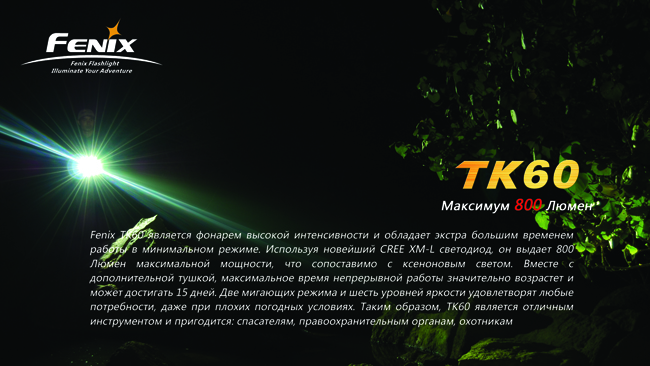 FENIX
Fenix Flashlight
Illuminate Your Adventure
TK60
Максимум 800 Люмен
Fenix TK60 является фонарем высокой интенсивности и обладает экстра большим временем
работы в минимальном режиме. Используя новейший CREE XM-L светодиод, он выдает 800
Люмен максимальной мощности, что сопоставимо с ксеноновым светом. Вместе с
дополнительной тушкой, максимальное время непрерывной работы значительно возрастет и
может достигать 15 дней. Две мигающих режима и шесть уровней яркости удовлетворят любые
потребности, даже при плохих погодных условиях. Таким образом, TK60 является отличным
инструментом и пригодится: спасателям, правоохранительным органам, охотникам